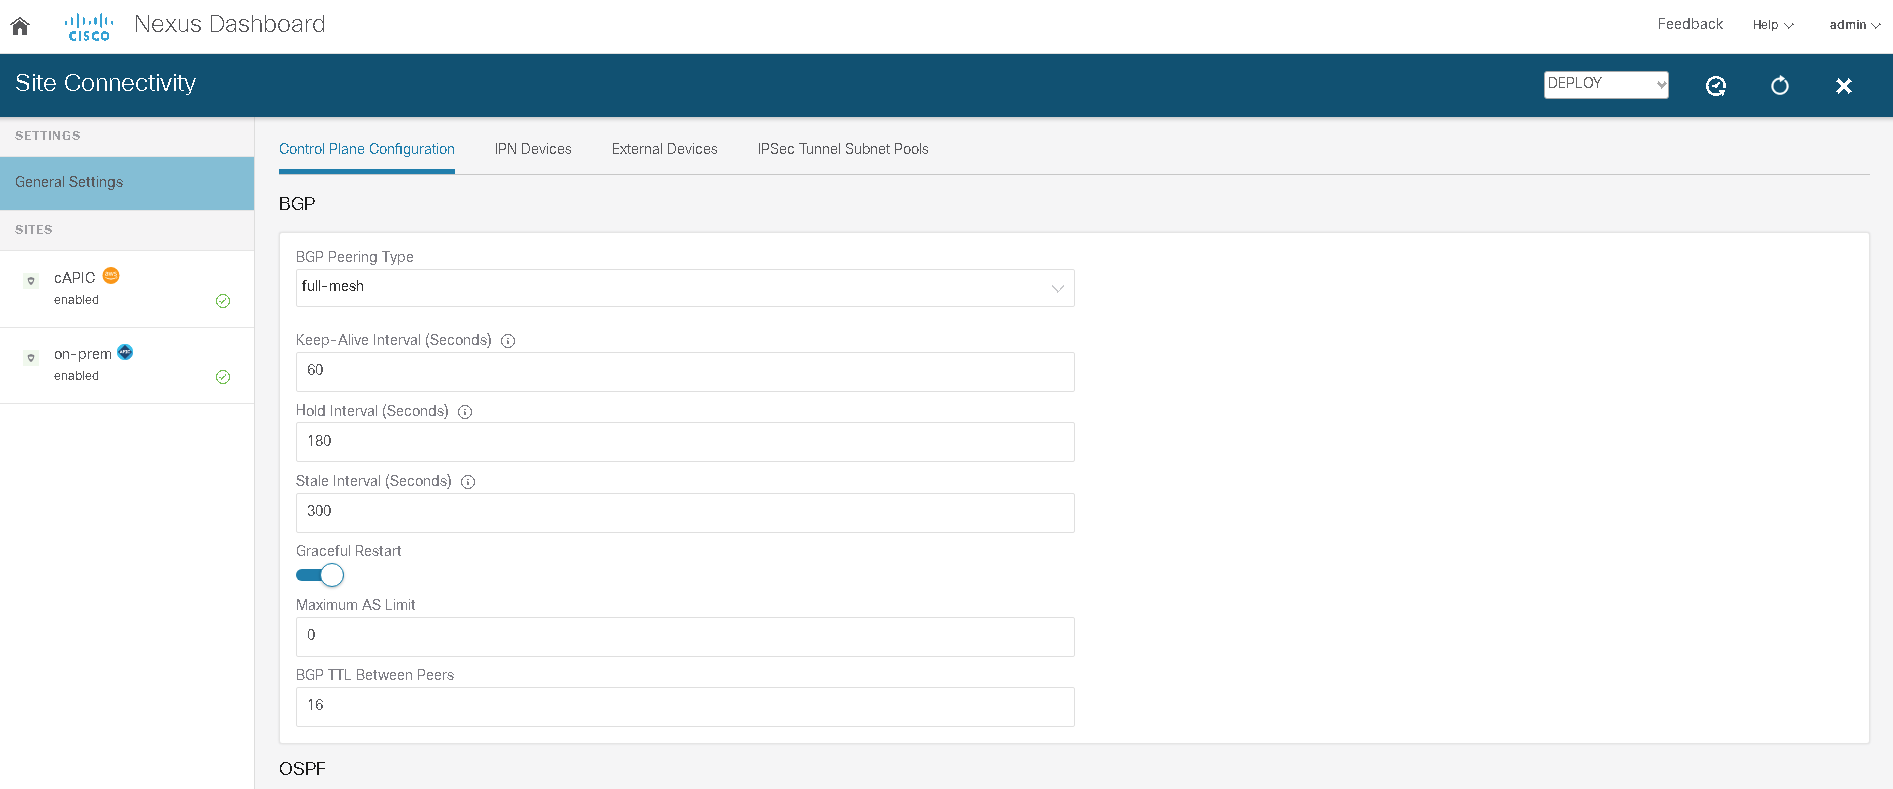 CISCO Nexus Dashboard Feedback Help admin
Site Connectivity DEPLOY
SETTINGS
General Settings
SITES
cAPIC aws
enabled
on-prem APIC
enabled
Control Plane Configuration IPN Devices External Devices IPSec Tunnel Subnet Pools
BGP
BGP Peering Type
full-mesh
Keep-Alive Interval (Seconds)
60
Hold Interval (Seconds)
180
Stale Interval (Seconds)
300
Graceful Restart
Maximum AS Limit
0
BGP TTL Between Peers
16
OSPF